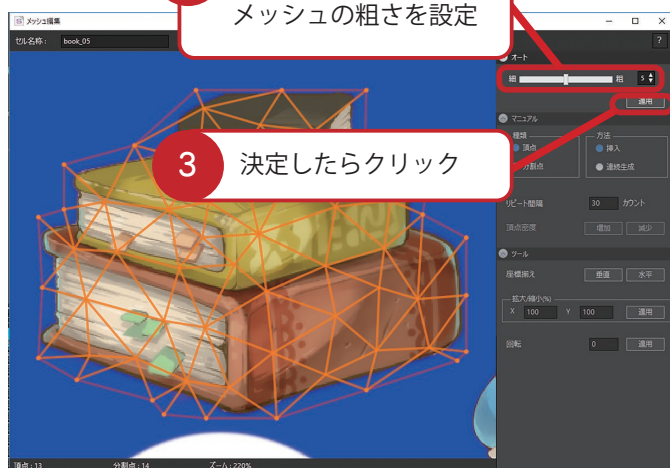 メッシュ編集
メッシュの粗さを設定
セル名称: book_05
?
オート
細 粗 5
適用
マニュアル
種類 方法
頂点 挿入
分割点 連続生成
3 決定したらクリック
リピート間隔 30 カウント
頂点密度 増加 減少
ツール
座標揃え 垂直 水平
拡大/縮小(%)
X 100 Y 100 適用
回転 0 適用
頂点:13 分割点:14 ズーム:220%